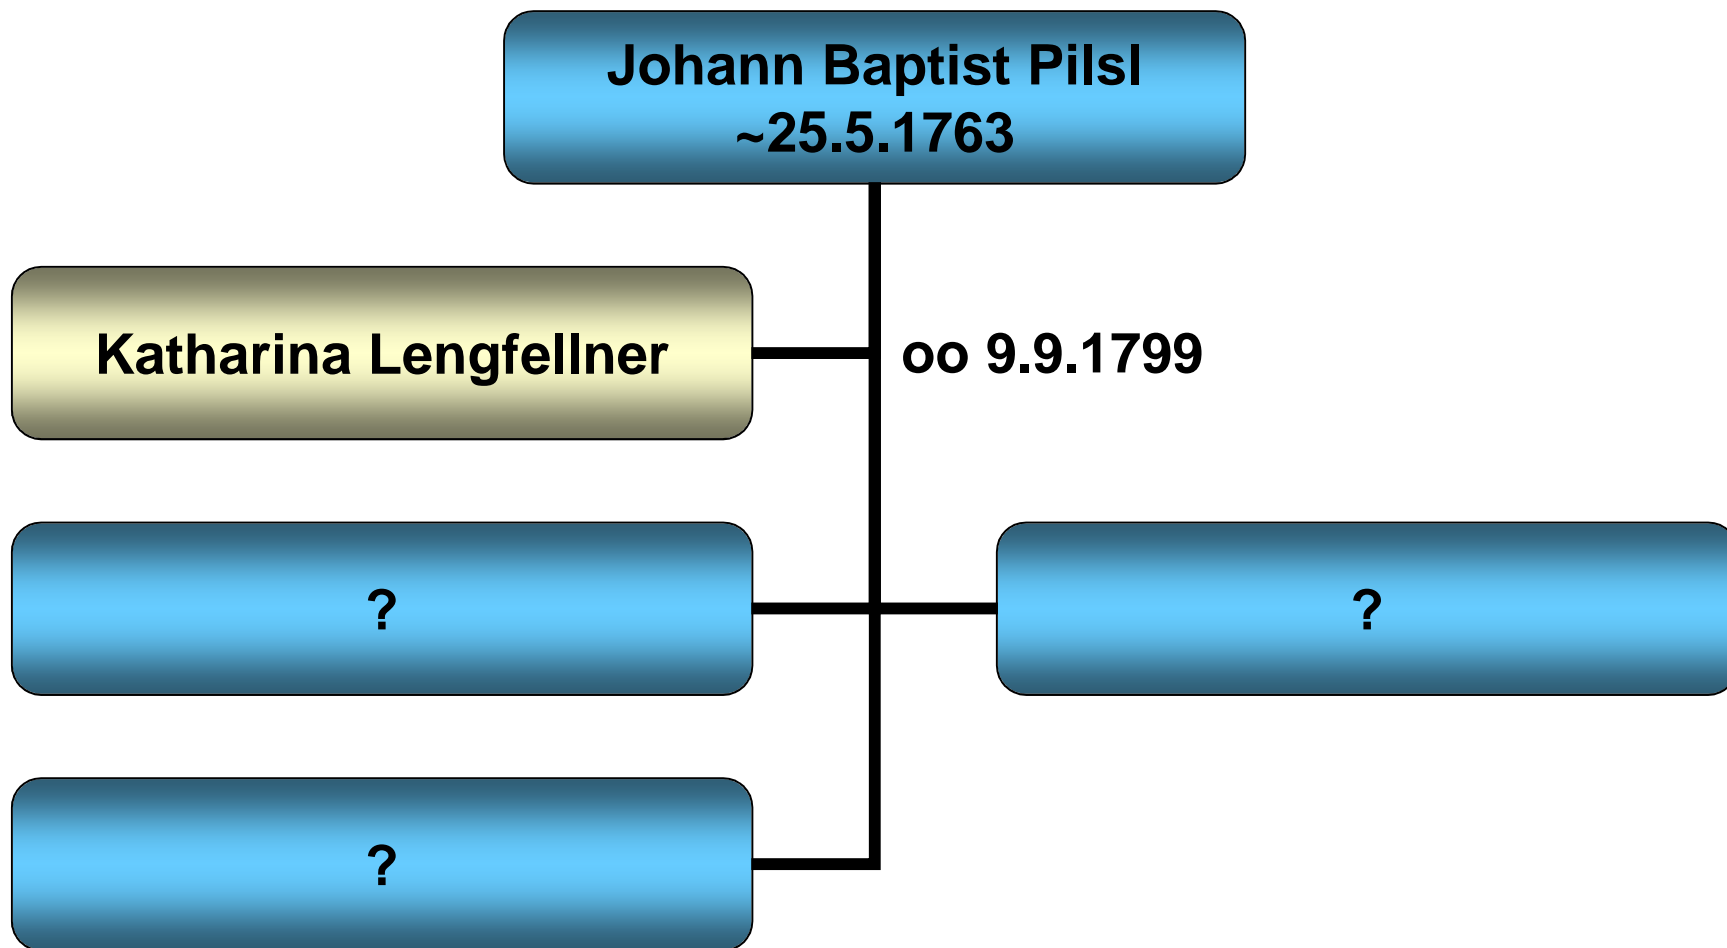 Johann Baptist Pilsl
~25.5.1763
Katharina Lengfellner
oo 9.9.1799
?
?
?